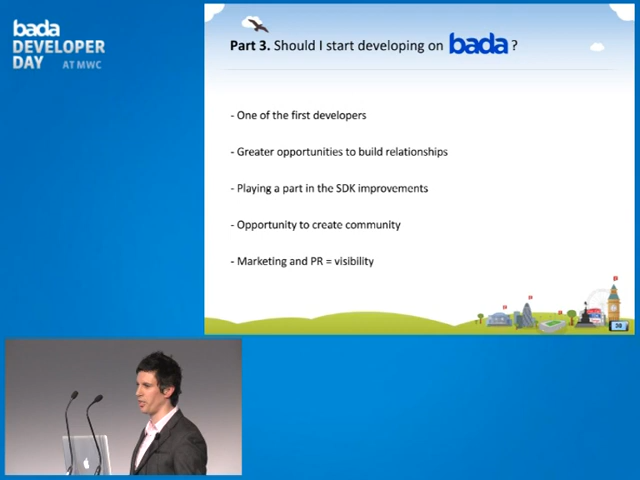 bada
DEVELOPER
DAY AT MWC
Part 3. Should I start developing on bada ?
- One of the first developers
- Greater opportunities to build relationships
- Playing a part in the SDK improvements
- Opportunity to create community
- Marketing and PR = visibility
38